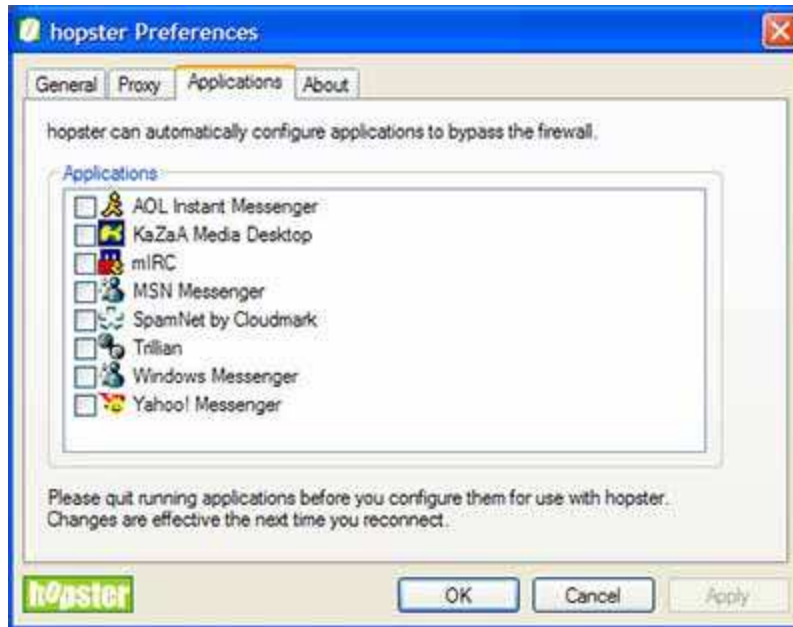 hopster Preferences
General Proxy Applications About
hopster can automatically configure applications to bypass the firewall.
Applications
AOL Instant Messenger
KaZaA Media Desktop
mIRC
MSN Messenger
SpamNet by Cloudmark
Trillian
Windows Messenger
Yahoo! Messenger
Please quit running applications before you configure them for use with hopster.
Changes are effective the next time you reconnect.
hopster OK Cancel Apply